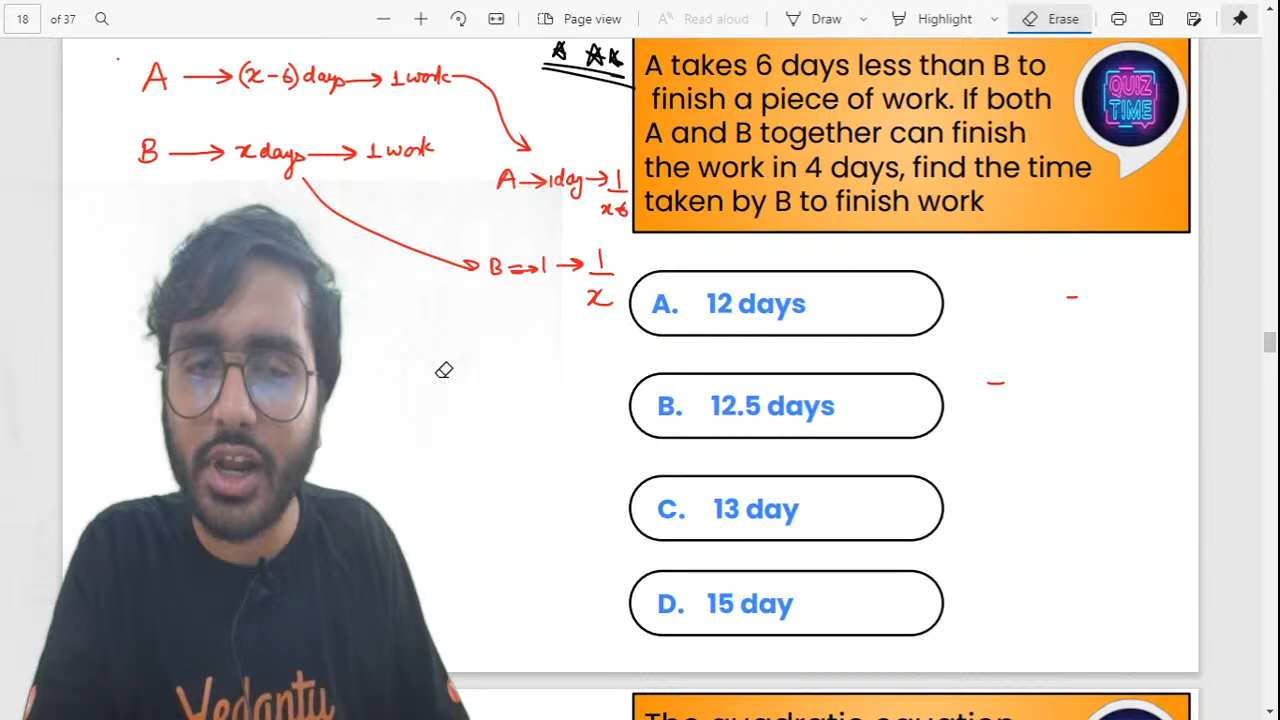 18 of 37 Page view Read aloud Draw Highlight Erase
A → (x-6) days → 1 work
B → x days → 1 work
A → 1 day → 1/x-6
B → 1 → 1/x
A takes 6 days less than B to
finish a piece of work. If both
A and B together can finish
the work in 4 days, find the time
taken by B to finish work
QUIZ
TIME
A. 12 days
B. 12.5 days
C. 13 day
D. 15 day
Vedantu
The quadratic equation